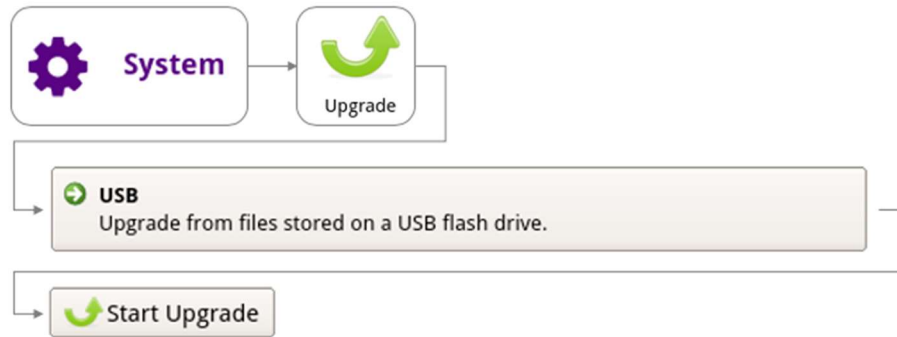 System
Upgrade
USB
Upgrade from files stored on a USB flash drive.
Start Upgrade